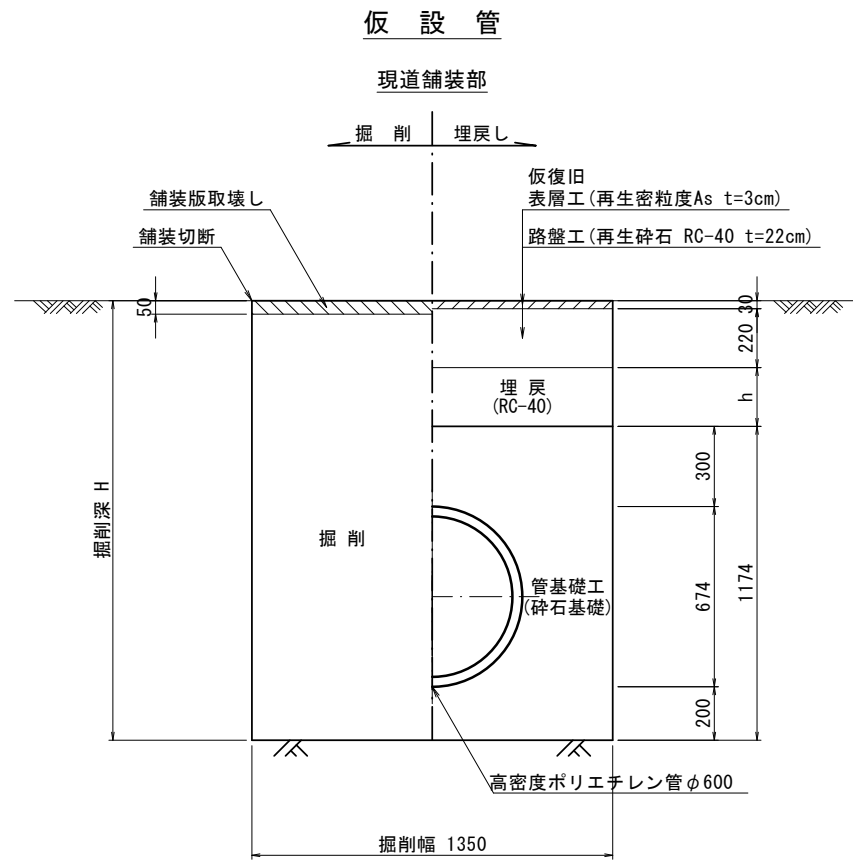 仮 設 管
現道舗装部
掘 削
埋戻し
仮復旧
表層工(再生密粒度As t=3cm)
路盤工(再生砕石 RC-40 t=22cm)
舗装版取壊し
舗装切断
50
30
220
h
埋 戻
(RC-40)
掘削深 H
掘 削
300
674
1174
200
管基礎工
(砕石基礎)
高密度ポリエチレン管φ600
掘削幅 1350